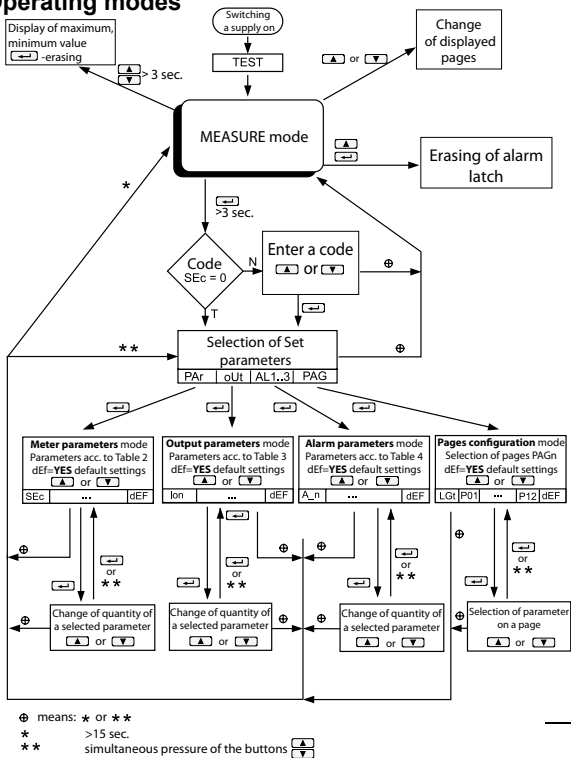 Operating modes
Display of maximum,
minimum value
-erasing
> 3 sec.
Switching
a supply on
TEST
or
Change
of displayed
pages
MEASURE mode
Erasing of alarm
latch
*
>3 sec.
Code
SEc = 0
N
T
Enter a code
or
⊕
**
Selection of Set
parameters
PAr oUt AL1..3 PAG
⊕
Meter parameters mode
Parameters acc. to Table 2
dEf=YES default settings
or
SEc ... dEF
Output parameters mode
Parameters acc. to Table 3
dEf=YES default settings
or
Ion ... dEF
Alarm parameters mode
Parameters acc. to Table 4
dEf=YES default settings
or
A_n ... dEF
Pages configuration mode
Selection of pages PAGn
dEf=YES default settings
or
LGt P01 ... P12 dEF
⊕
or
**
⊕
or
**
⊕
⊕
or
**
⊕
or
**
⊕
Change of quantity of
a selected parameter
or
Change of quantity of
a selected parameter
or
⊕
⊕
Change of quantity of
a selected parameter
or
⊕
Selection of parameter
on a page
or
⊕ means: * or **
* >15 sec.
** simultaneous pressure of the buttons